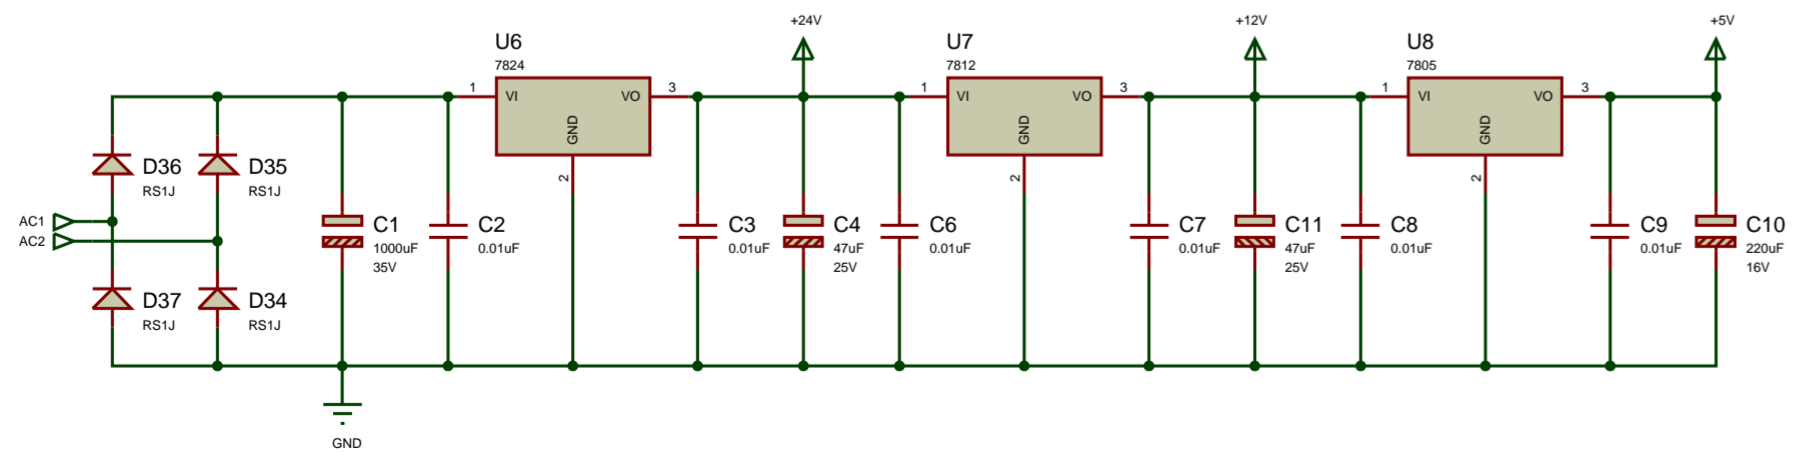 +24V
+12V
+5V
U6
7824
U7
7812
U8
7805
1
VI
VO
3
GND
2
1
VI
VO
3
GND
2
1
VI
VO
3
GND
2
D36
RS1J
D35
RS1J
AC1
AC2
C1
1000uF
35V
C2
0.01uF
C3
0.01uF
C4
47uF
25V
C6
0.01uF
C7
0.01uF
C11
47uF
25V
C8
0.01uF
C9
0.01uF
C10
220uF
16V
D37
RS1J
D34
RS1J
GND